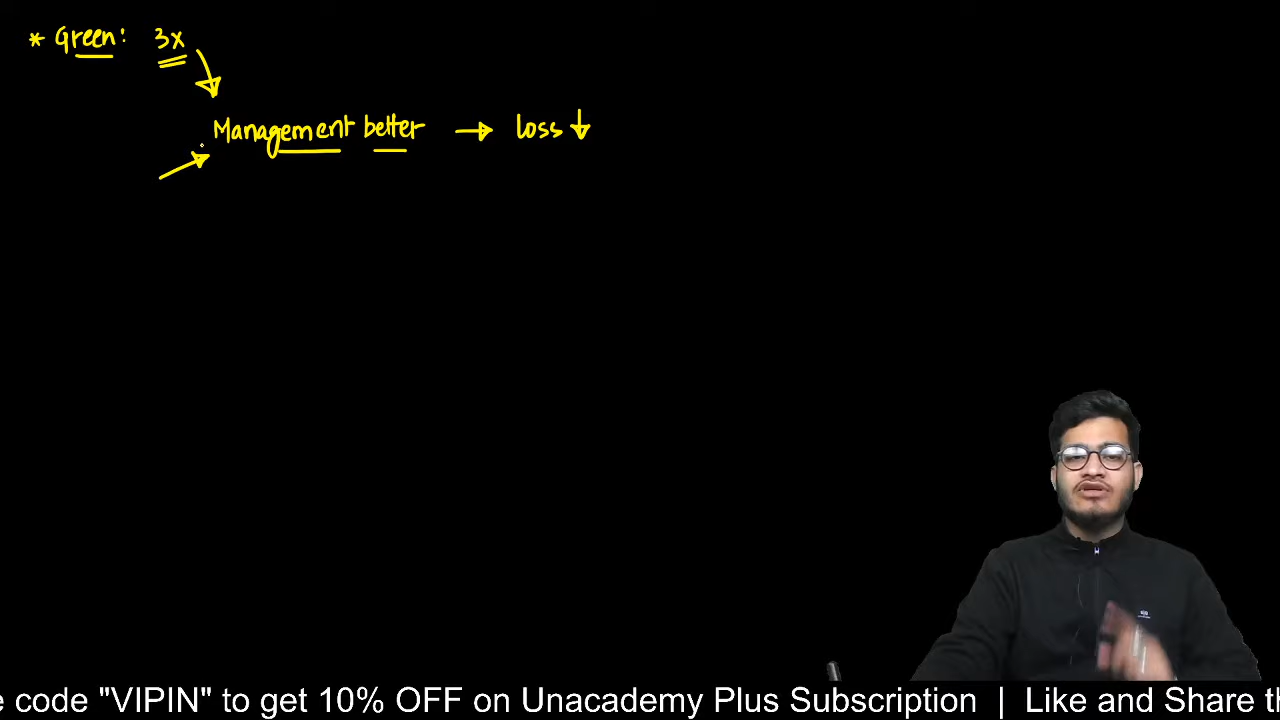 * Green: 3x
Management better → loss ↓
e code "VIPIN" to get 10% OFF on Unacademy Plus Subscription | Like and Share th